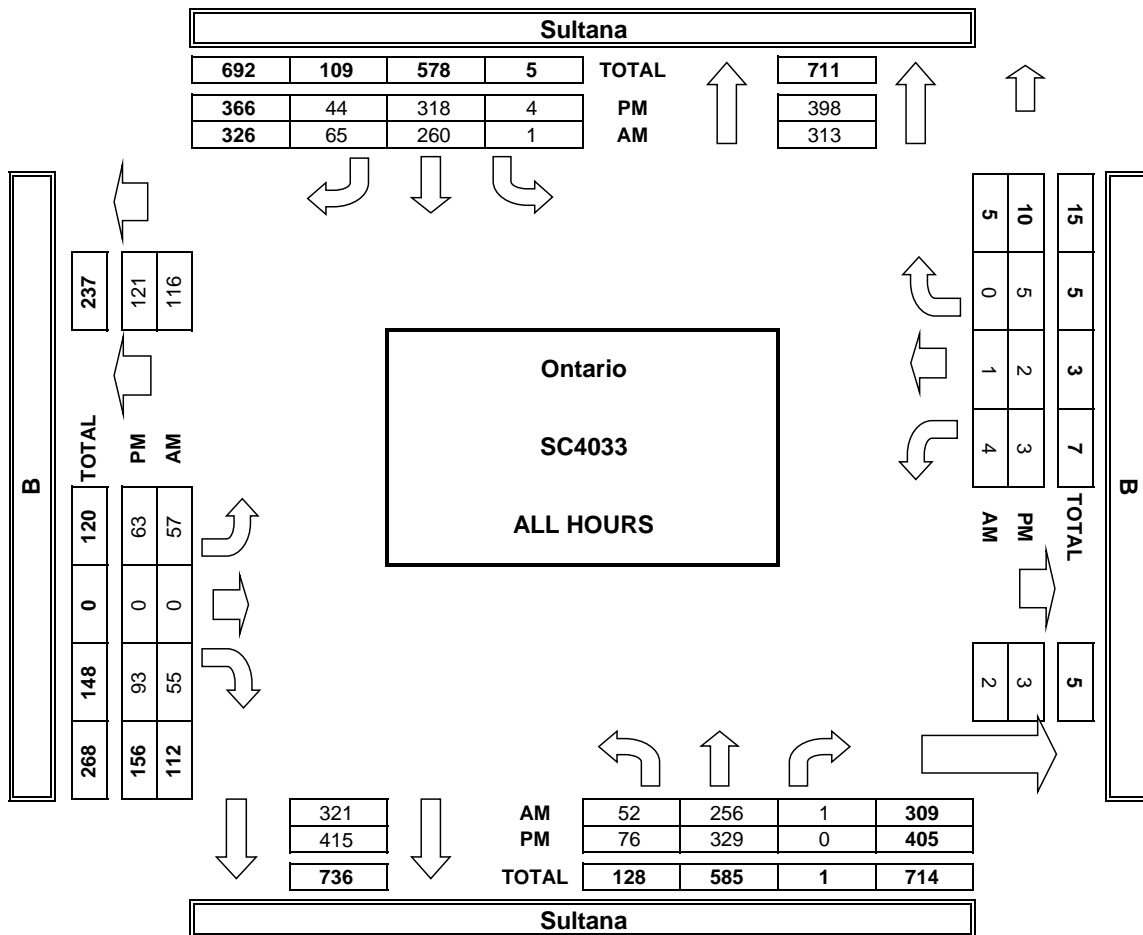 Sultana
692 109 578 5 TOTAL 711
366 44 318 4 PM 398
326 65 260 1 AM 313
B
237
121
116
TOTAL
PM
AM
120 0 148 268
63 0 93 156
57 0 55 112
Ontario
SC4033
ALL HOURS
15 5 3 7 TOTAL 5
10 5 2 3 PM 3
5 0 1 4 AM 2
B
321 AM 52 256 1 309
415 PM 76 329 0 405
736 TOTAL 128 585 1 714
Sultana